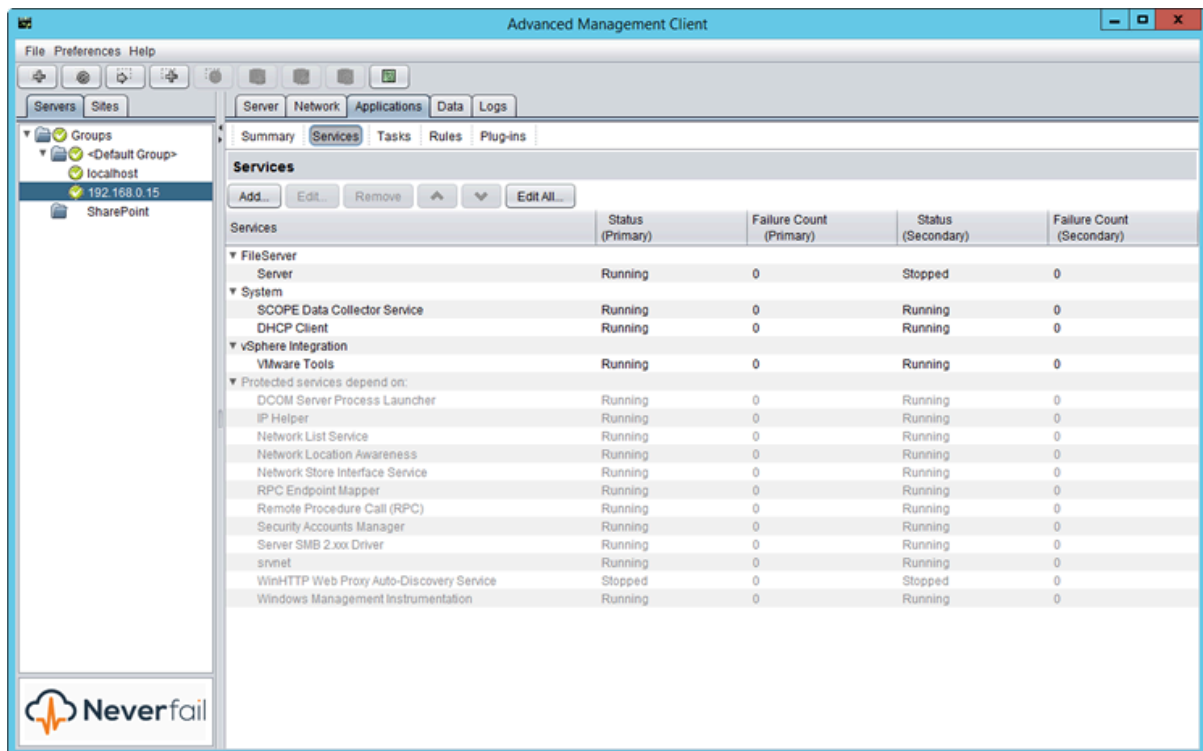 Advanced Management Client
File Preferences Help
Servers Sites
Server Network Applications Data Logs
Groups
<Default Group>
localhost
192.168.0.15
SharePoint
Summary Services Tasks Rules Plug-ins
Services
Add... Edit... Remove Edit All...
Services Status (Primary) Failure Count (Primary) Status (Secondary) Failure Count (Secondary)
FileServer
Server Running 0 Stopped 0
System
SCOPE Data Collector Service Running 0 Running 0
DHCP Client Running 0 Running 0
vSphere Integration
VMware Tools Running 0 Running 0
Protected services depend on:
DCOM Server Process Launcher Running 0 Running 0
IP Helper Running 0 Running 0
Network List Service Running 0 Running 0
Network Location Awareness Running 0 Running 0
Network Store Interface Service Running 0 Running 0
RPC Endpoint Mapper Running 0 Running 0
Remote Procedure Call (RPC) Running 0 Running 0
Security Accounts Manager Running 0 Running 0
Server SMB 2.xxx Driver Running 0 Running 0
srvnet Running 0 Running 0
WinHTTP Web Proxy Auto-Discovery Service Stopped 0 Stopped 0
Windows Management Instrumentation Running 0 Running 0
Neverfail